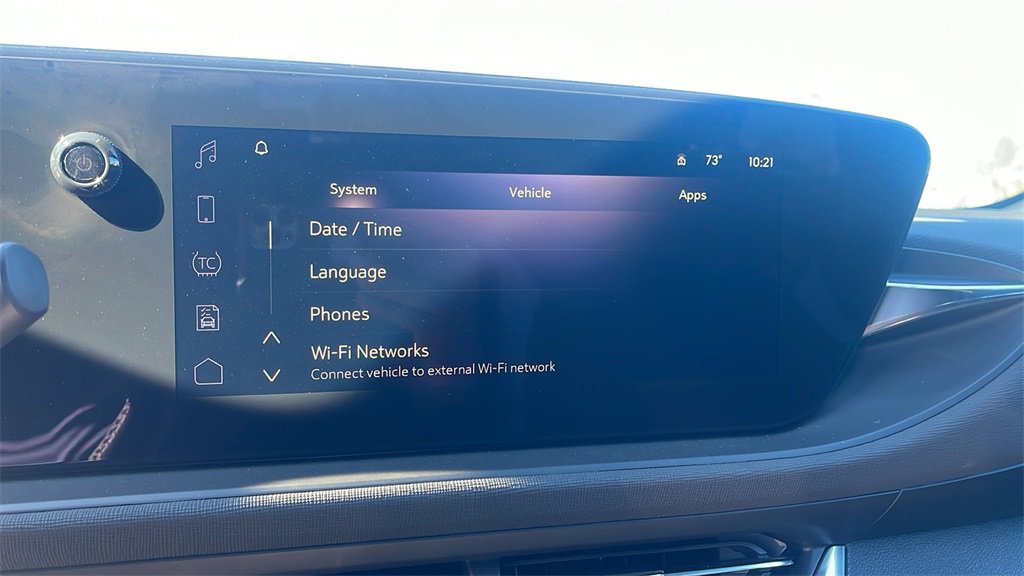 73° 10:21
System Vehicle Apps
Date / Time
TC
Language
Phones
Wi-Fi Networks
Connect vehicle to external Wi-Fi network